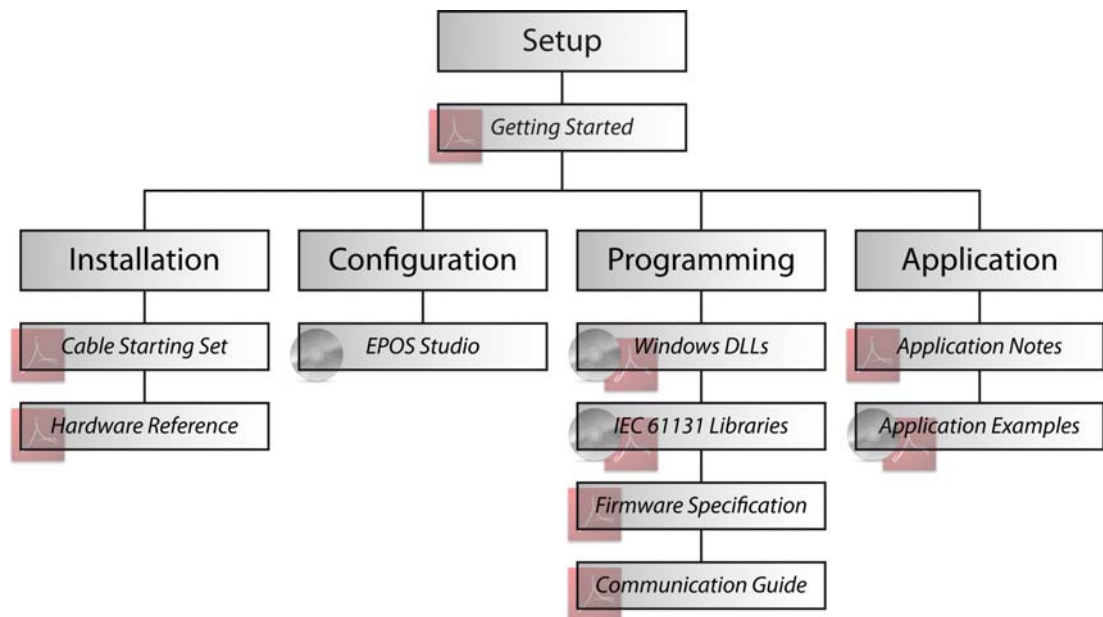 Setup
Getting Started
Installation
Configuration
Programming
Application
Cable Starting Set
EPOS Studio
Windows DLLs
Application Notes
Hardware Reference
IEC 61131 Libraries
Application Examples
Firmware Specification
Communication Guide